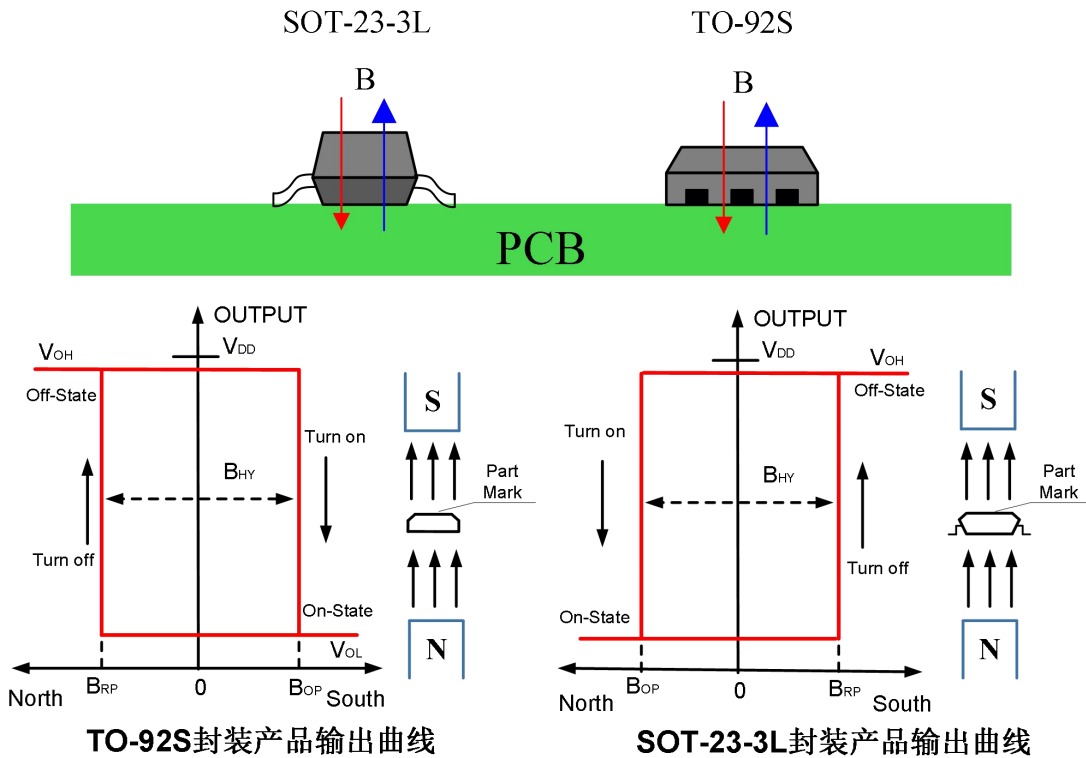 SOT-23-3L
TO-92S
B
B
PCB
OUTPUT
VDD
VOH
Off-State
Turn on
BHY
Turn off
On-State
VOL
BRP
0
BOP
North
South
S
Part
Mark
N
TO-92S封装产品输出曲线
OUTPUT
VDD
VOH
Off-State
Turn on
BHY
Turn off
On-State
BOP
0
BRP
North
South
S
Part
Mark
N
SOT-23-3L封装产品输出曲线